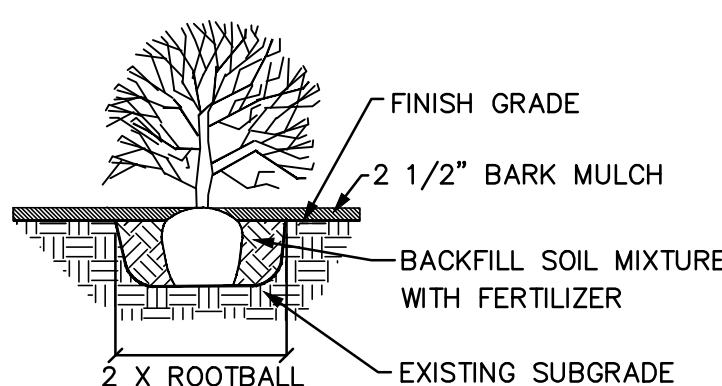 FINISH GRADE
2 1/2" BARK MULCH
BACKFILL SOIL MIXTURE
WITH FERTILIZER
EXISTING SUBGRADE
2 X ROOTBALL